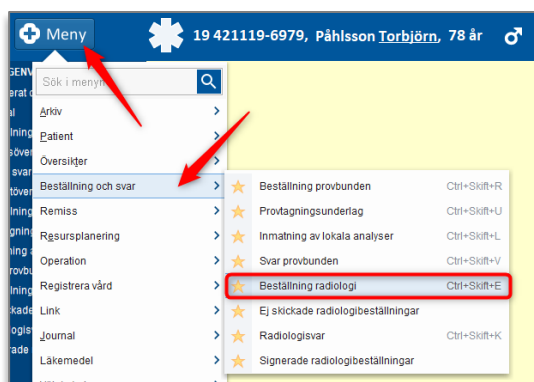 Meny
19 421119-6979, Påhlsson Torbjörn, 78 år
Sök i menyn
Arkiv
Patient
Översikter
Beställning och svar
Remiss
Resursplanering
Operation
Registrera vård
Link
Journal
Läkemedel
Beställning provbunden Ctrl+Skift+R
Provtagningsunderlag Ctrl+Skift+U
Inmatning av lokala analyser Ctrl+Skift+L
Svar provbunden Ctrl+Skift+V
Beställning radiologi Ctrl+Skift+E
Ej skickade radiologibeställningar
Radiologisvar Ctrl+Skift+K
Signerade radiologibeställningar